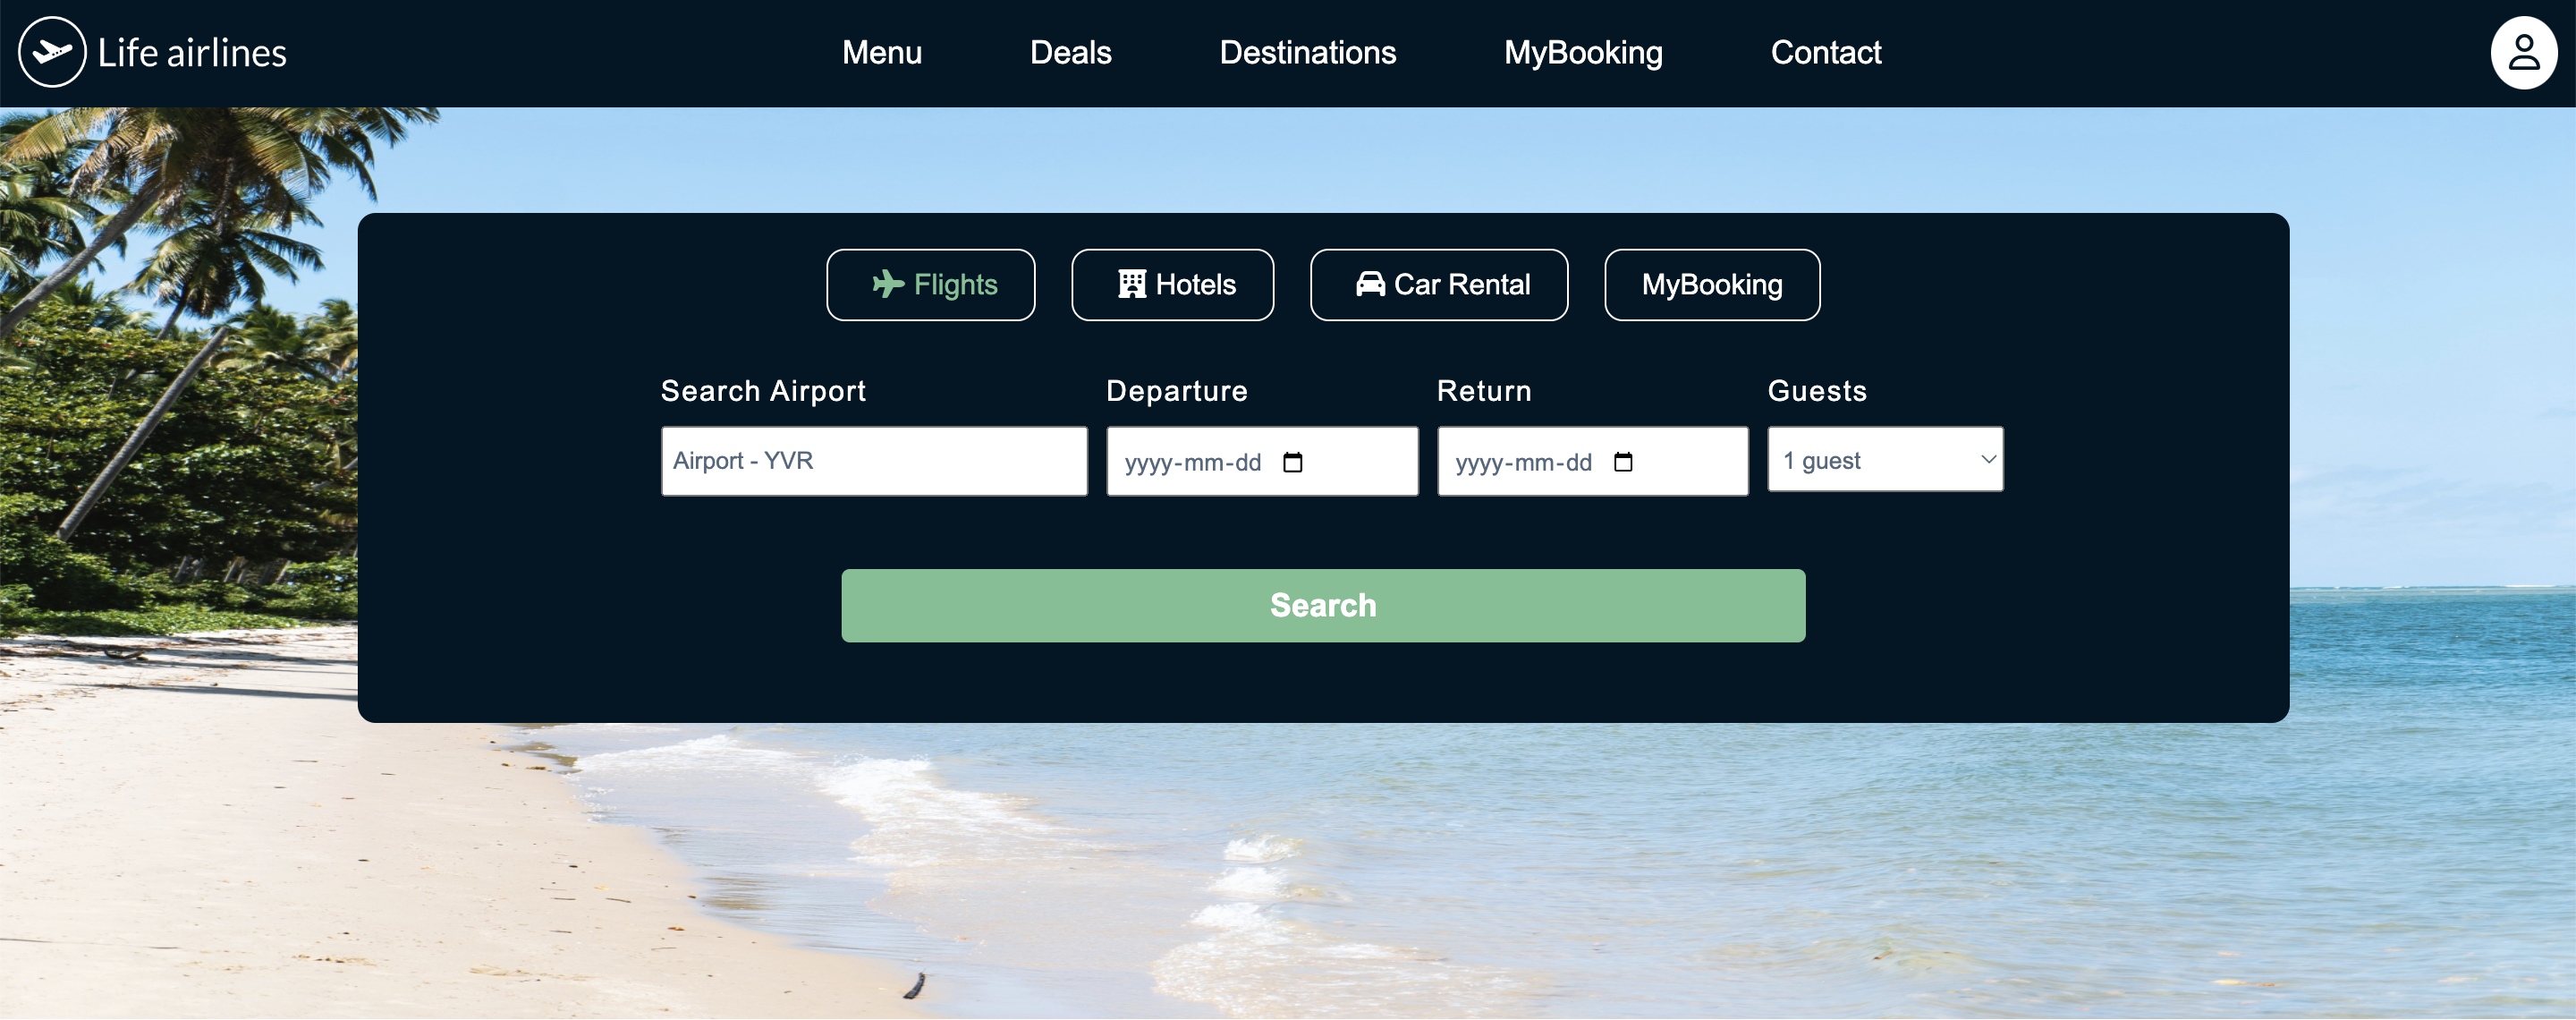 Life airlines
Menu Deals Destinations MyBooking Contact
Flights Hotels Car Rental MyBooking
Search Airport Departure Return Guests
Airport - YVR yyyy-mm-dd yyyy-mm-dd 1 guest
Search